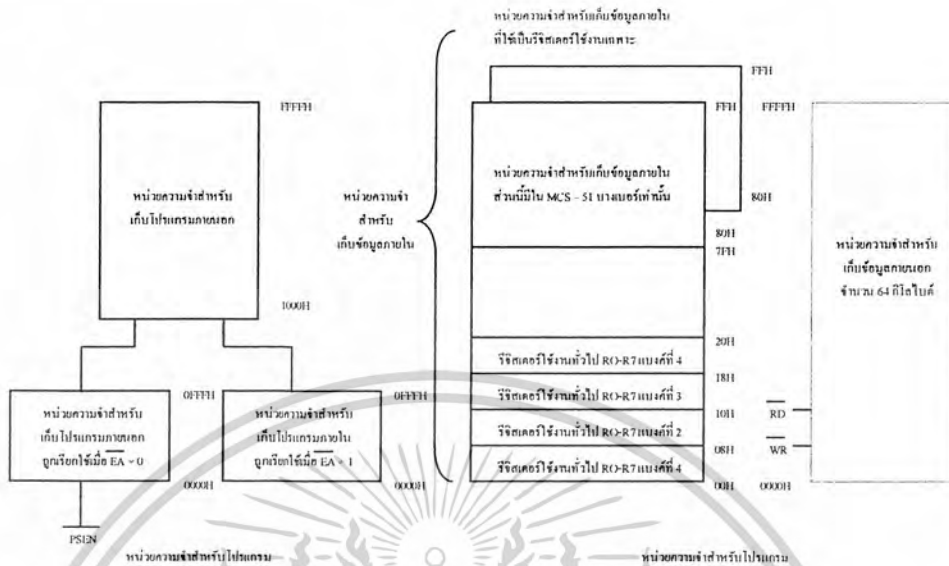 หน่วยความจำสำหรับเก็บข้อมูลภายใน
ที่ใช้เป็นรีจิสเตอร์ใช้งานเฉพาะ
FFH
FFFFH
FFH
FFFFH
หน่วยความจำสำหรับ
เก็บโปรแกรมภายนอก
หน่วยความจำ
สำหรับ
เก็บข้อมูลภายใน
หน่วยความจำสำหรับเก็บข้อมูลภายใน
ส่วนนี้มีใน MCS - 51 บางเบอร์เท่านั้น
80H
80H
7FH
หน่วยความจำสำหรับ
เก็บข้อมูลภายนอก
จำนวน 64 กิโลไบต์
1000H
20H
รีจิสเตอร์ใช้งานทั่วไป RO-R7 แบงค์ที่ 4
18H
รีจิสเตอร์ใช้งานทั่วไป RO-R7 แบงค์ที่ 3
10H
RD
รีจิสเตอร์ใช้งานทั่วไป RO-R7 แบงค์ที่ 2
08H
WR
รีจิสเตอร์ใช้งานทั่วไป RO-R7 แบงค์ที่ 4
00H
0000H
0FFFH
หน่วยความจำสำหรับ
เก็บโปรแกรมภายนอก
ถูกเรียกใช้เมื่อ EA = 0
0000H
0FFFH
หน่วยความจำสำหรับ
เก็บโปรแกรมภายใน
ถูกเรียกใช้เมื่อ EA = 1
0000H
PSEN
หน่วยความจำสำหรับโปรแกรม
หน่วยความจำสำหรับโปรแกรม